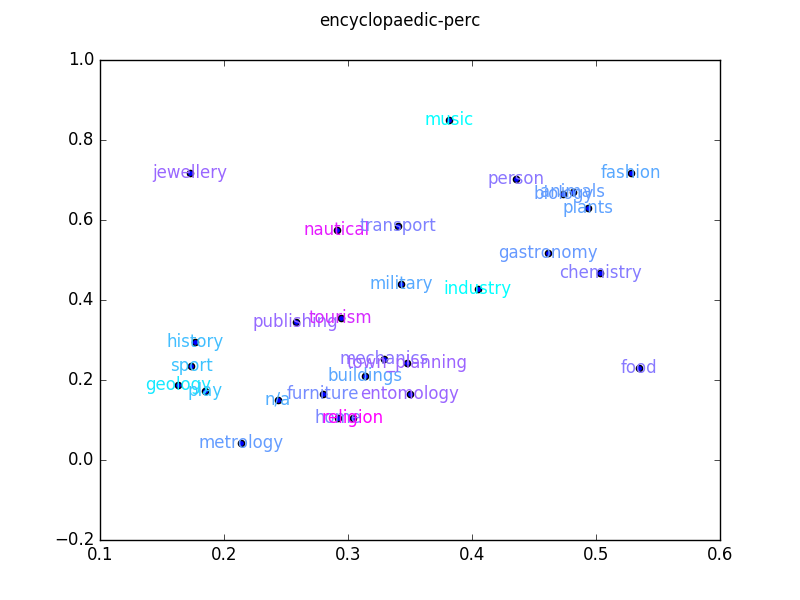 encyclopaedic-perc
1.0
music
0.8
jewellery
fashion
person
animals
biology
plants
0.6
transport
nautical
gastronomy
chemistry
military
industry
0.4
tourism
publishing
history
mechanics
town-planning
sport
food
buildings
0.2
geology
play
furniture
entomology
n/a
religion
metrology
0.0
−0.2
0.1 0.2 0.3 0.4 0.5 0.6